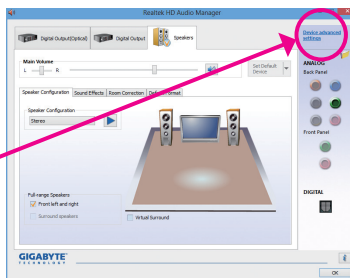 Realtek HD Audio Manager
Digital Output(Optical)
Digital Output
Speakers
Device advanced
settings
Main Volume
L
R
Set Default
Device
ANALOG
Back Panel
Speaker Configuration
Sound Effects
Room Correction
Default Format
Speaker Configuration
Stereo
Front Panel
Full-range Speakers
Front left and right
Surround speakers
Virtual Surround
DIGITAL
GIGABYTE
TECHNOLOGY
OK